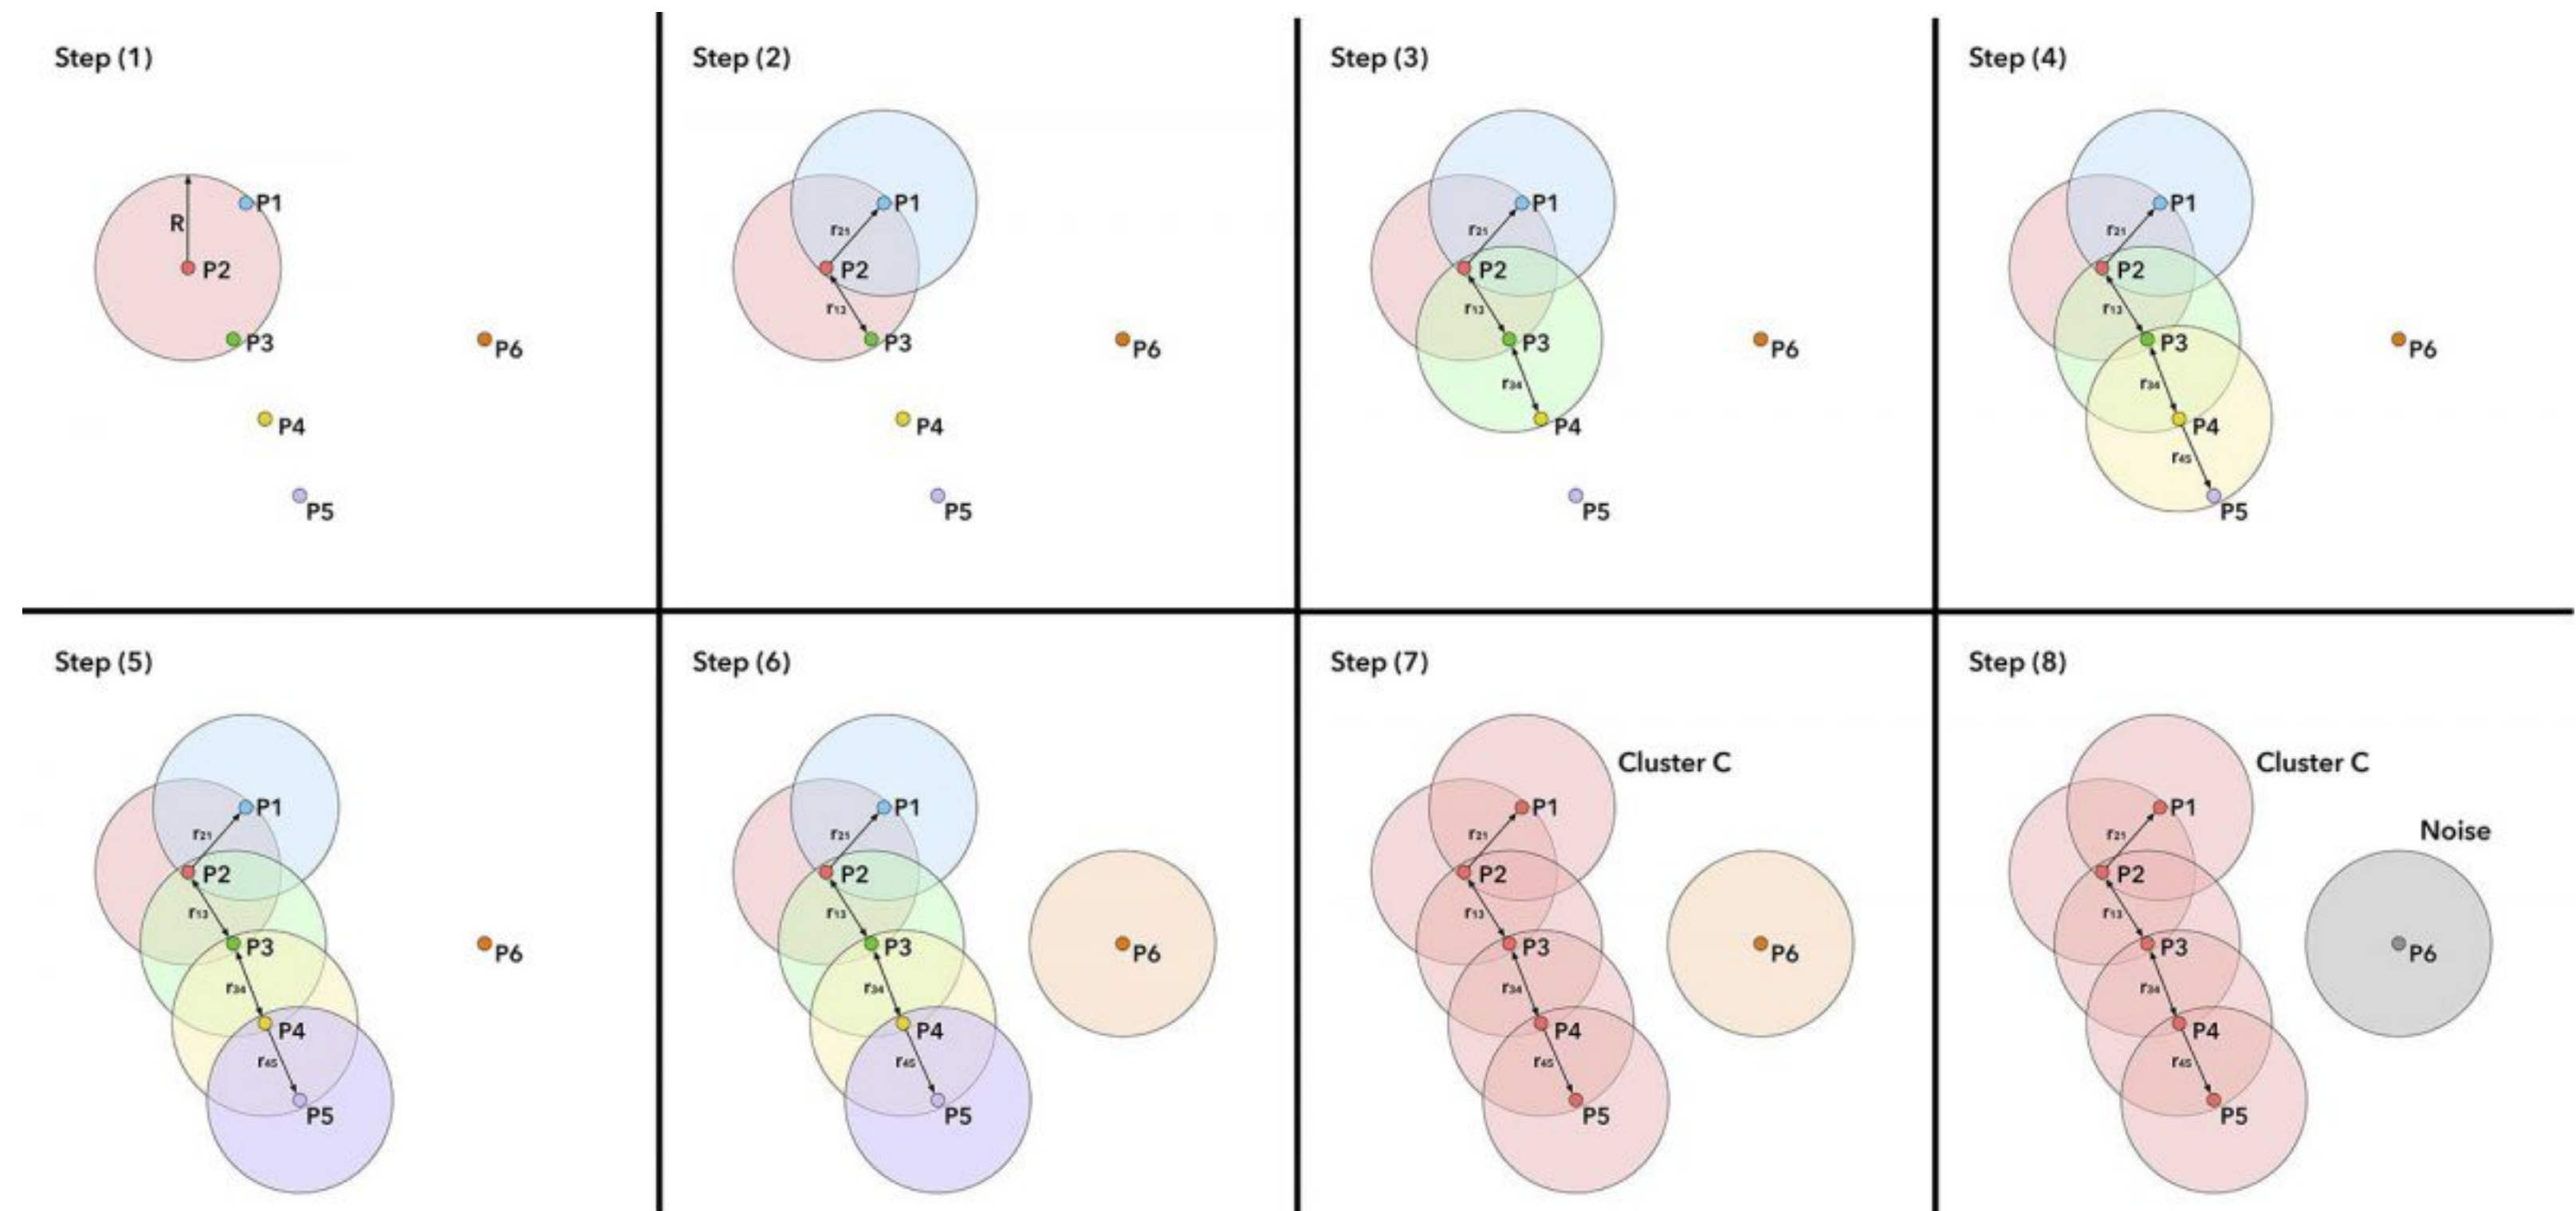 Step (1)
R
P1
P2
P3
P6
P4
P5
Step (2)
P1
r21
P2
r13
P3
P6
P4
P5
Step (3)
P1
r21
P2
r13
P3
P6
r34
P4
P5
Step (4)
P1
r21
P2
r13
P3
P6
r34
P4
r45
P5
Step (5)
P1
r21
P2
r13
P3
P6
r34
P4
r45
P5
Step (6)
P1
r21
P2
r13
P3
P6
r34
P4
r45
P5
Step (7)
Cluster C
P1
r21
P2
r13
P3
P6
r34
P4
r45
P5
Step (8)
Cluster C
P1
Noise
r21
P2
r13
P3
P6
r34
P4
r45
P5